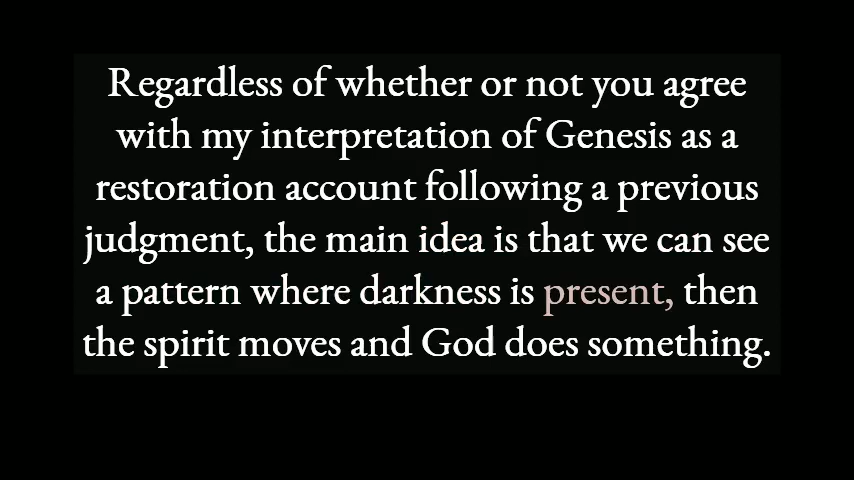 Regardless of whether or not you agree
with my interpretation of Genesis as a
restoration account following a previous
judgment, the main idea is that we can see
a pattern where darkness is present, then
the spirit moves and God does something.